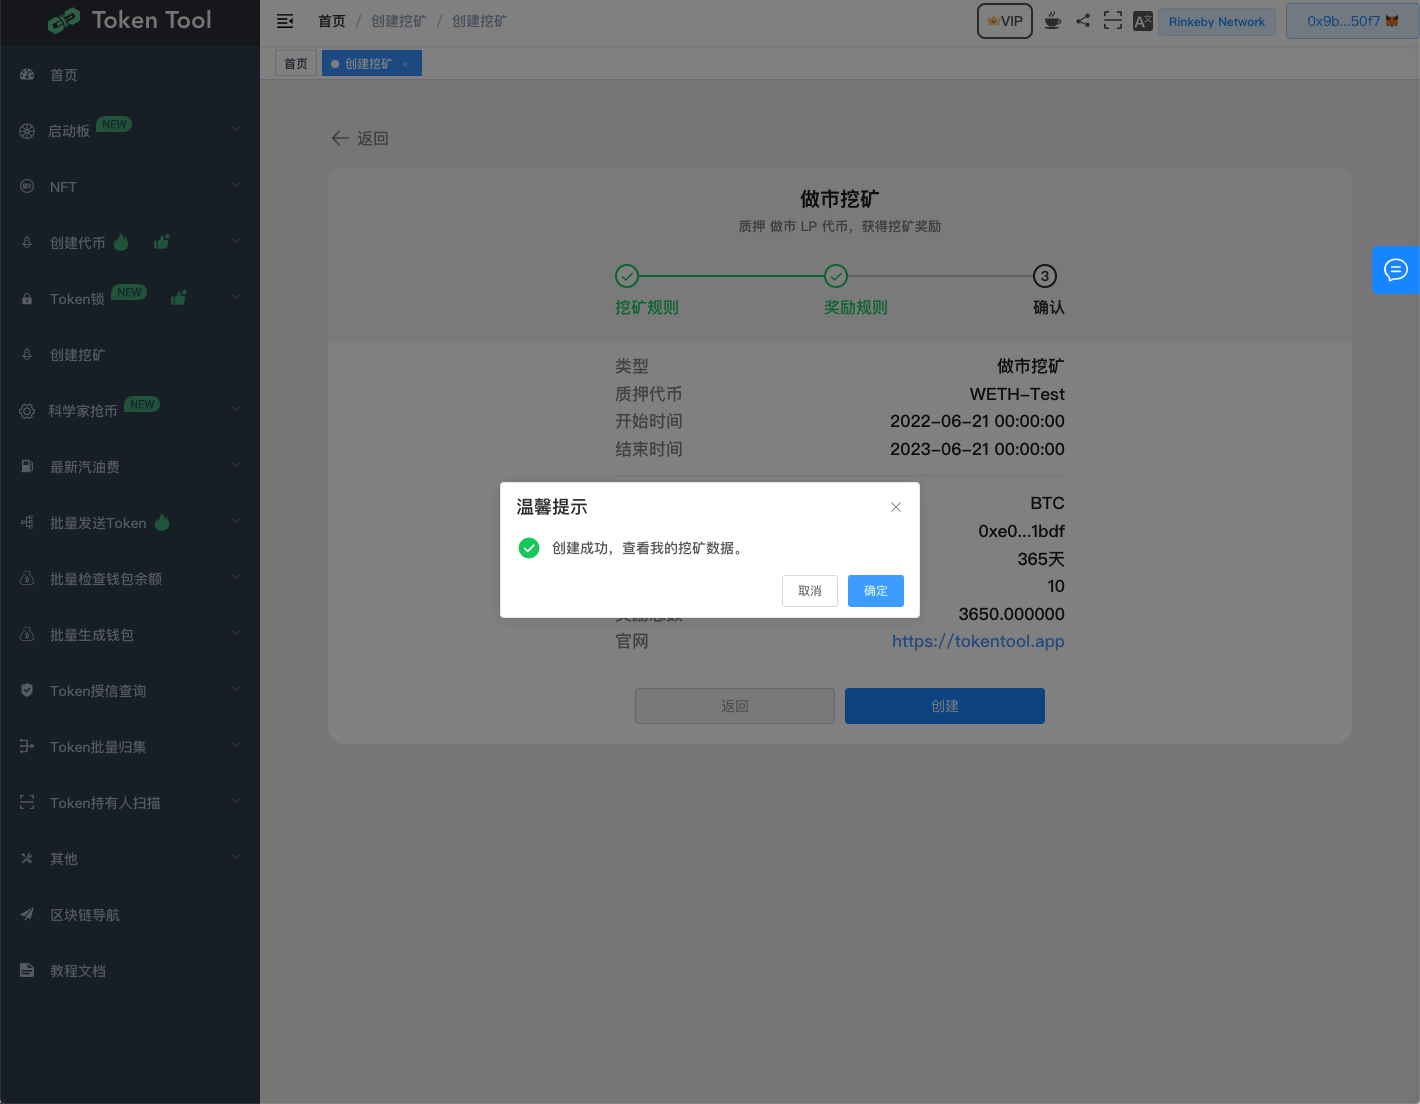 Token Tool
首页 / 创建挖矿 / 创建挖矿
VIP
Rinkeby Network
0x9b...50f7
首页
创建挖矿 ×
首页
启动板 NEW
NFT
创建代币
Token锁 NEW
创建挖矿
科学家抢币 NEW
最新汽油费
批量发送Token
批量检查钱包余额
批量生成钱包
Token授信查询
Token批量归集
Token持有人扫描
其他
区块链导航
教程文档
返回
做市挖矿
质押 做市 LP 代币，获得挖矿奖励
3
挖矿规则 奖励规则 确认
类型 做市挖矿
质押代币 WETH-Test
开始时间 2022-06-21 00:00:00
结束时间 2023-06-21 00:00:00
BTC
0xe0...1bdf
365天
10
3650.000000
官网 https://tokentool.app
返回 创建
温馨提示
创建成功，查看我的挖矿数据。
取消 确定